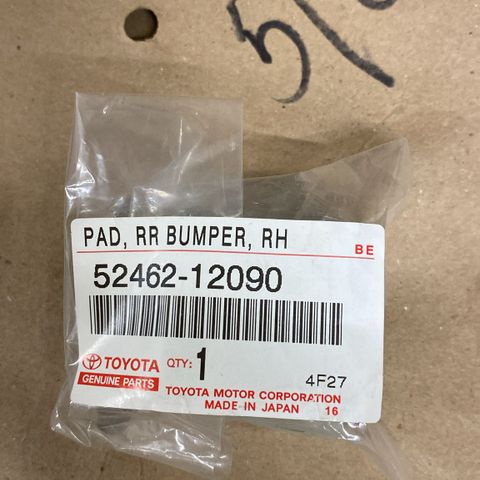 5/
PAD, RR BUMPER, RH
BE
52462-12090
TOYOTA
GENUINE PARTS
QTY: 1
4F27
TOYOTA MOTOR CORPORATION
MADE IN JAPAN 16